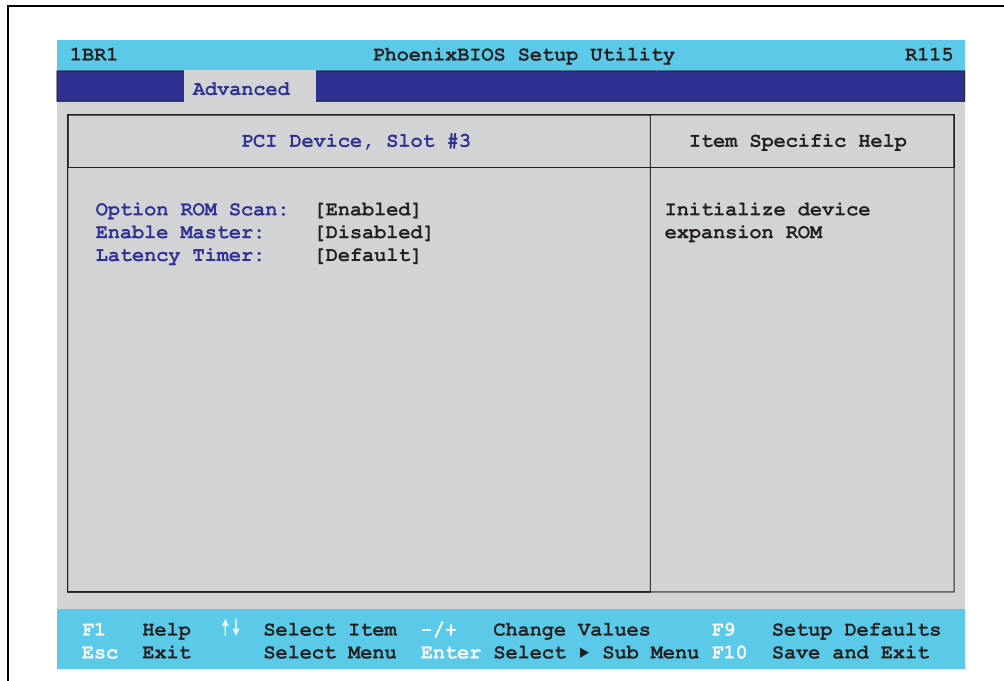 1BR1 PhoenixBIOS Setup Utility R115
Advanced
PCI Device, Slot #3 Item Specific Help
Option ROM Scan: [Enabled] Initialize device
Enable Master: [Disabled] expansion ROM
Latency Timer: [Default]
F1 Help ↑↓ Select Item -/+ Change Values F9 Setup Defaults
Esc Exit Select Menu Enter Select ▶ Sub Menu F10 Save and Exit